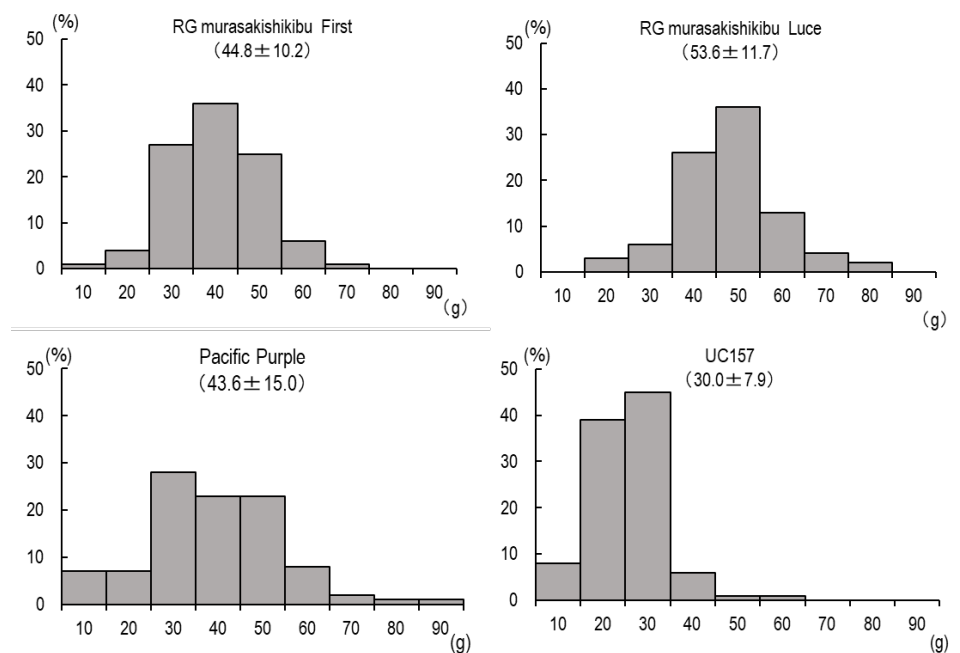 (%)
RG murasakishikibu First
（44.8±10.2）
50
40
30
20
10
0
10 20 30 40 50 60 70 80 90
（g）
(%)
RG murasakishikibu Luce
（53.6±11.7）
50
40
30
20
10
0
10 20 30 40 50 60 70 80 90
（g）
(%)
Pacific Purple
（43.6±15.0）
50
40
30
20
10
0
10 20 30 40 50 60 70 80 90
(g)
(%)
UC157
（30.0±7.9）
50
40
30
20
10
0
10 20 30 40 50 60 70 80 90
(g)